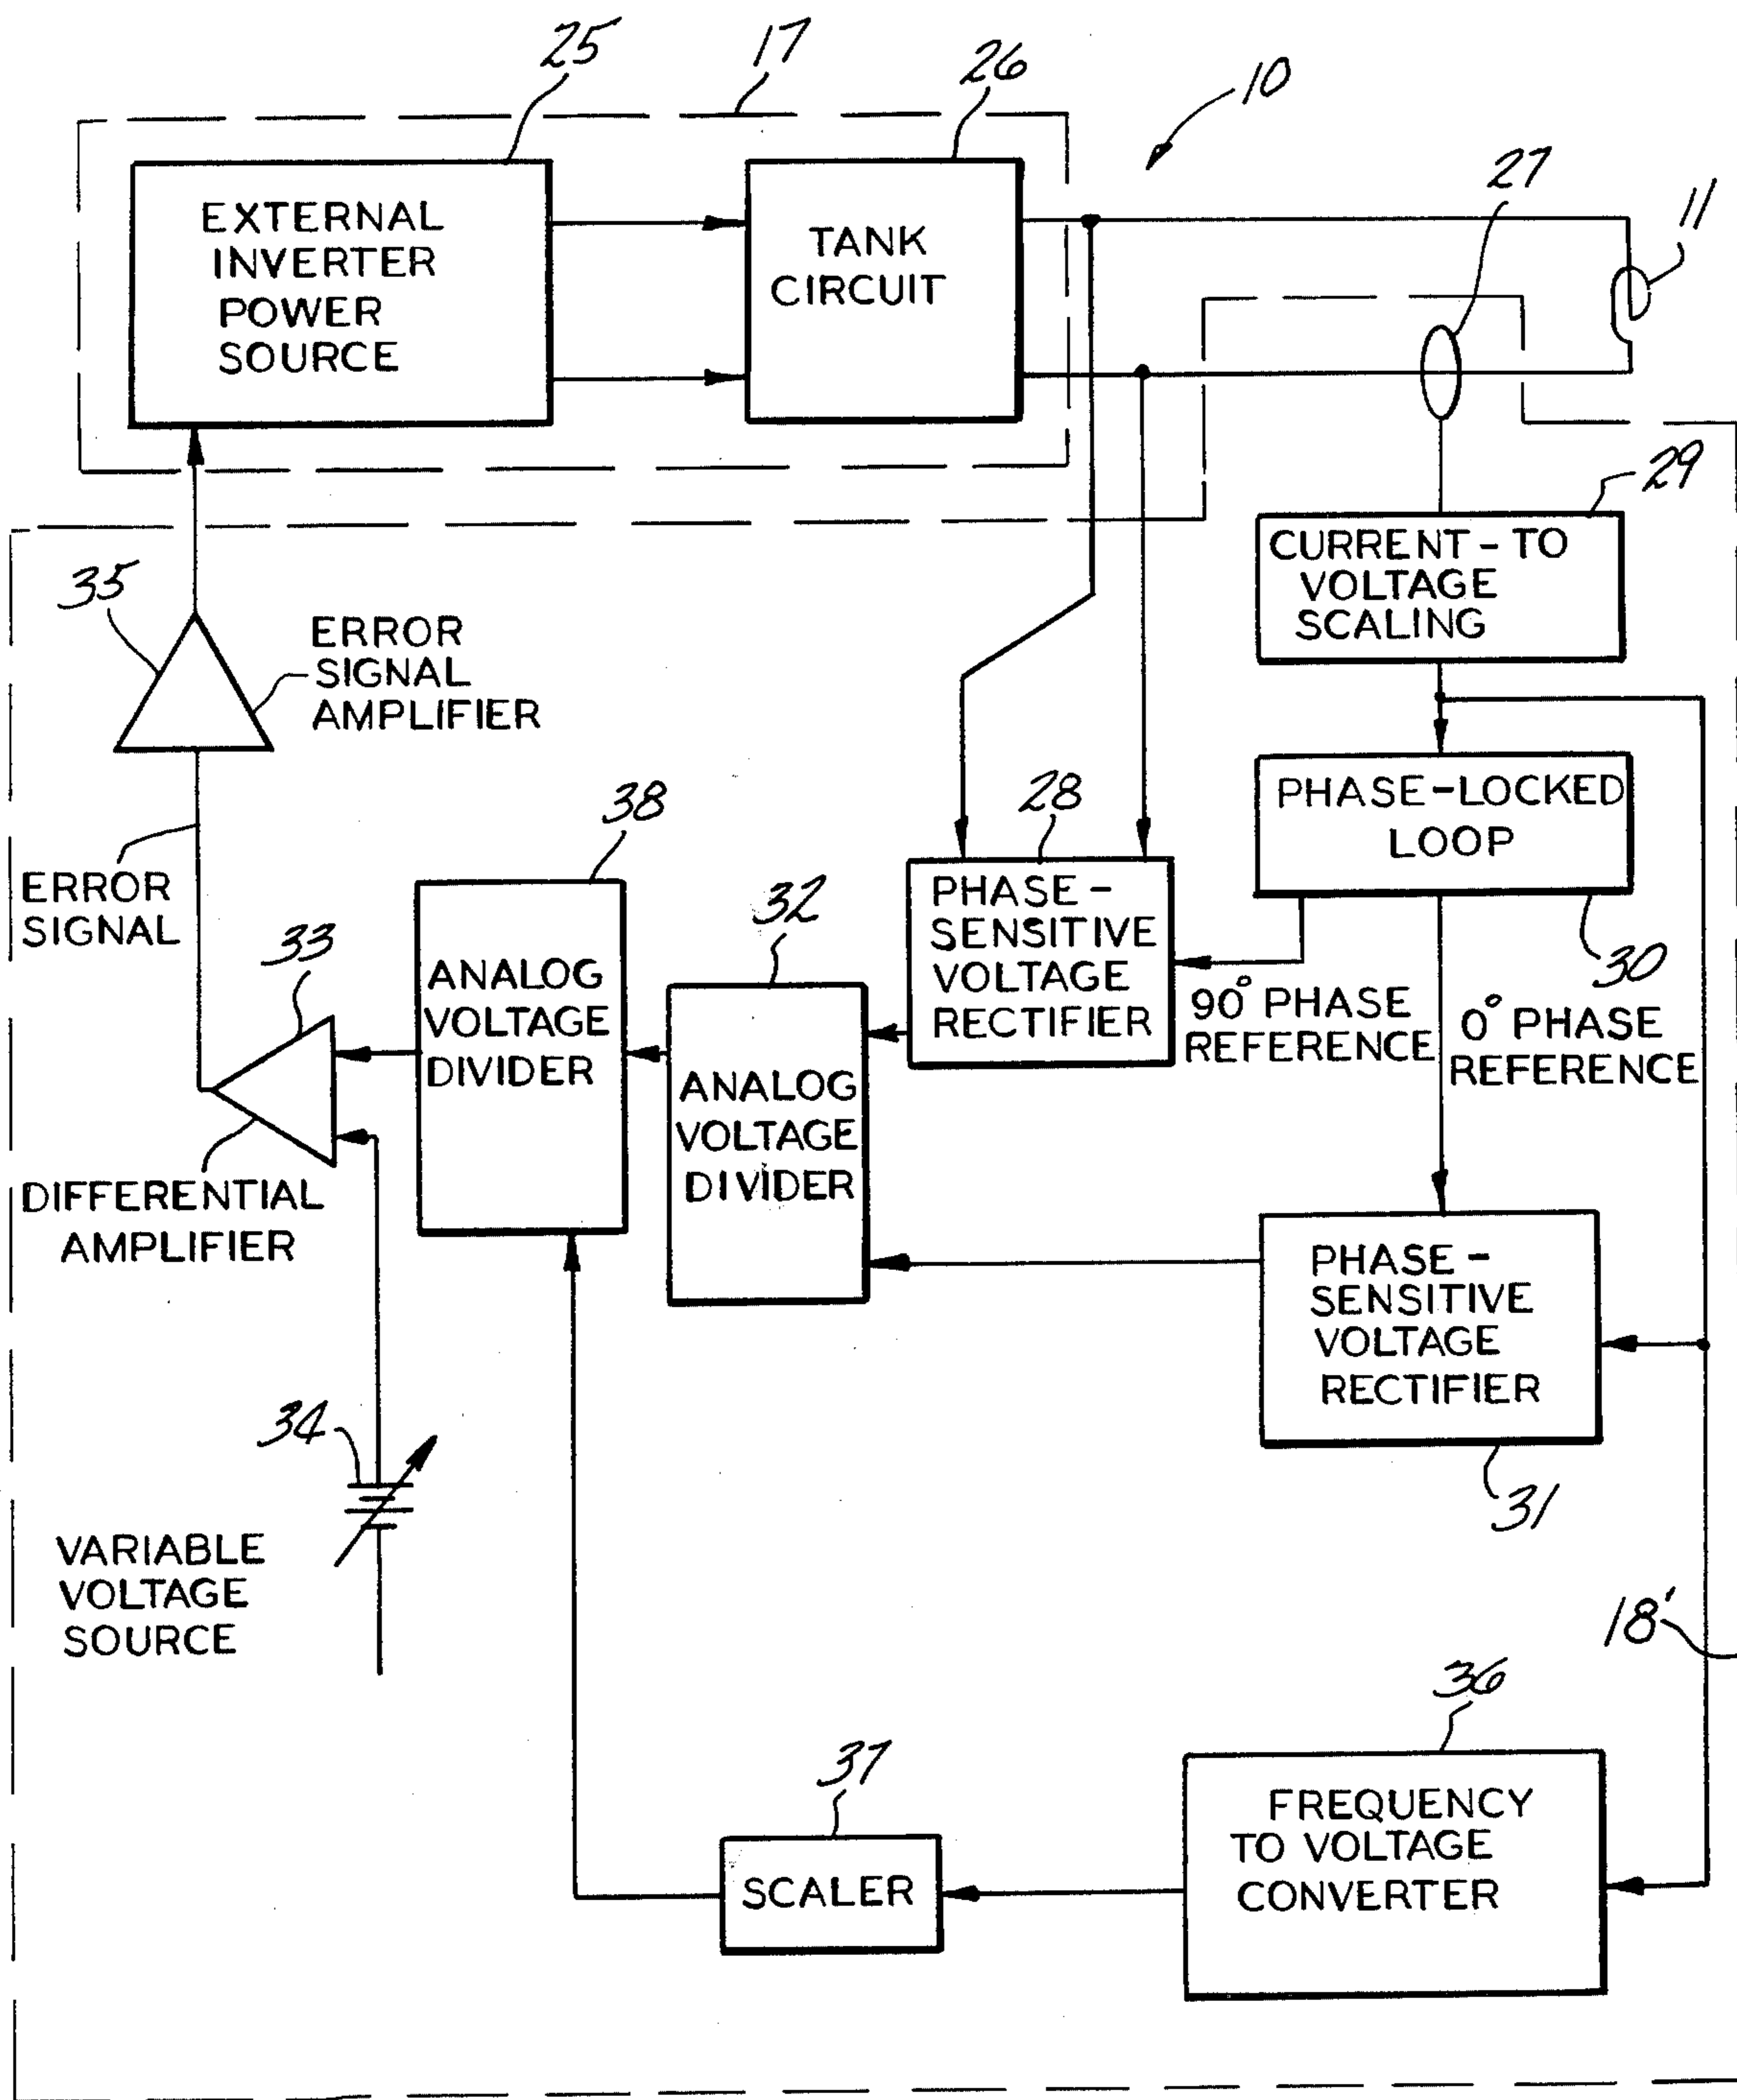 25
17
26
10
27
11
EXTERNAL
INVERTER
POWER
SOURCE
TANK
CIRCUIT
29
CURRENT-TO
VOLTAGE
SCALING
35
ERROR
SIGNAL
AMPLIFIER
PHASE-LOCKED
LOOP
30
28
PHASE-
SENSITIVE
VOLTAGE
RECTIFIER
90° PHASE
REFERENCE
0° PHASE
REFERENCE
38
ANALOG
VOLTAGE
DIVIDER
32
ANALOG
VOLTAGE
DIVIDER
ERROR
SIGNAL
33
DIFFERENTIAL
AMPLIFIER
PHASE-
SENSITIVE
VOLTAGE
RECTIFIER
31
34
VARIABLE
VOLTAGE
SOURCE
18'
36
FREQUENCY
TO VOLTAGE
CONVERTER
37
SCALER